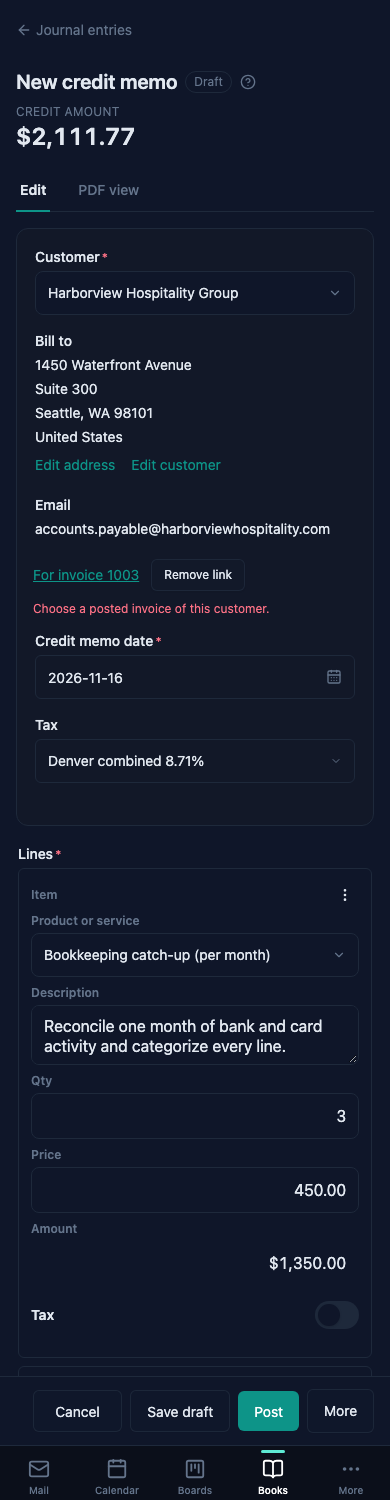 Journal entries
New credit memo Draft
CREDIT AMOUNT
$2,111.77
Edit PDF view
Customer*
Harborview Hospitality Group
Bill to
1450 Waterfront Avenue
Suite 300
Seattle, WA 98101
United States
Edit address Edit customer
Email
accounts.payable@harborviewhospitality.com
For invoice 1003 Remove link
Choose a posted invoice of this customer.
Credit memo date*
2026-11-16
Tax
Denver combined 8.71%
Lines*
Item
Product or service
Bookkeeping catch-up (per month)
Description
Reconcile one month of bank and card
activity and categorize every line.
Qty
3
Price
450.00
Amount
$1,350.00
Tax
Cancel Save draft Post More
Mail Calendar Boards Books More